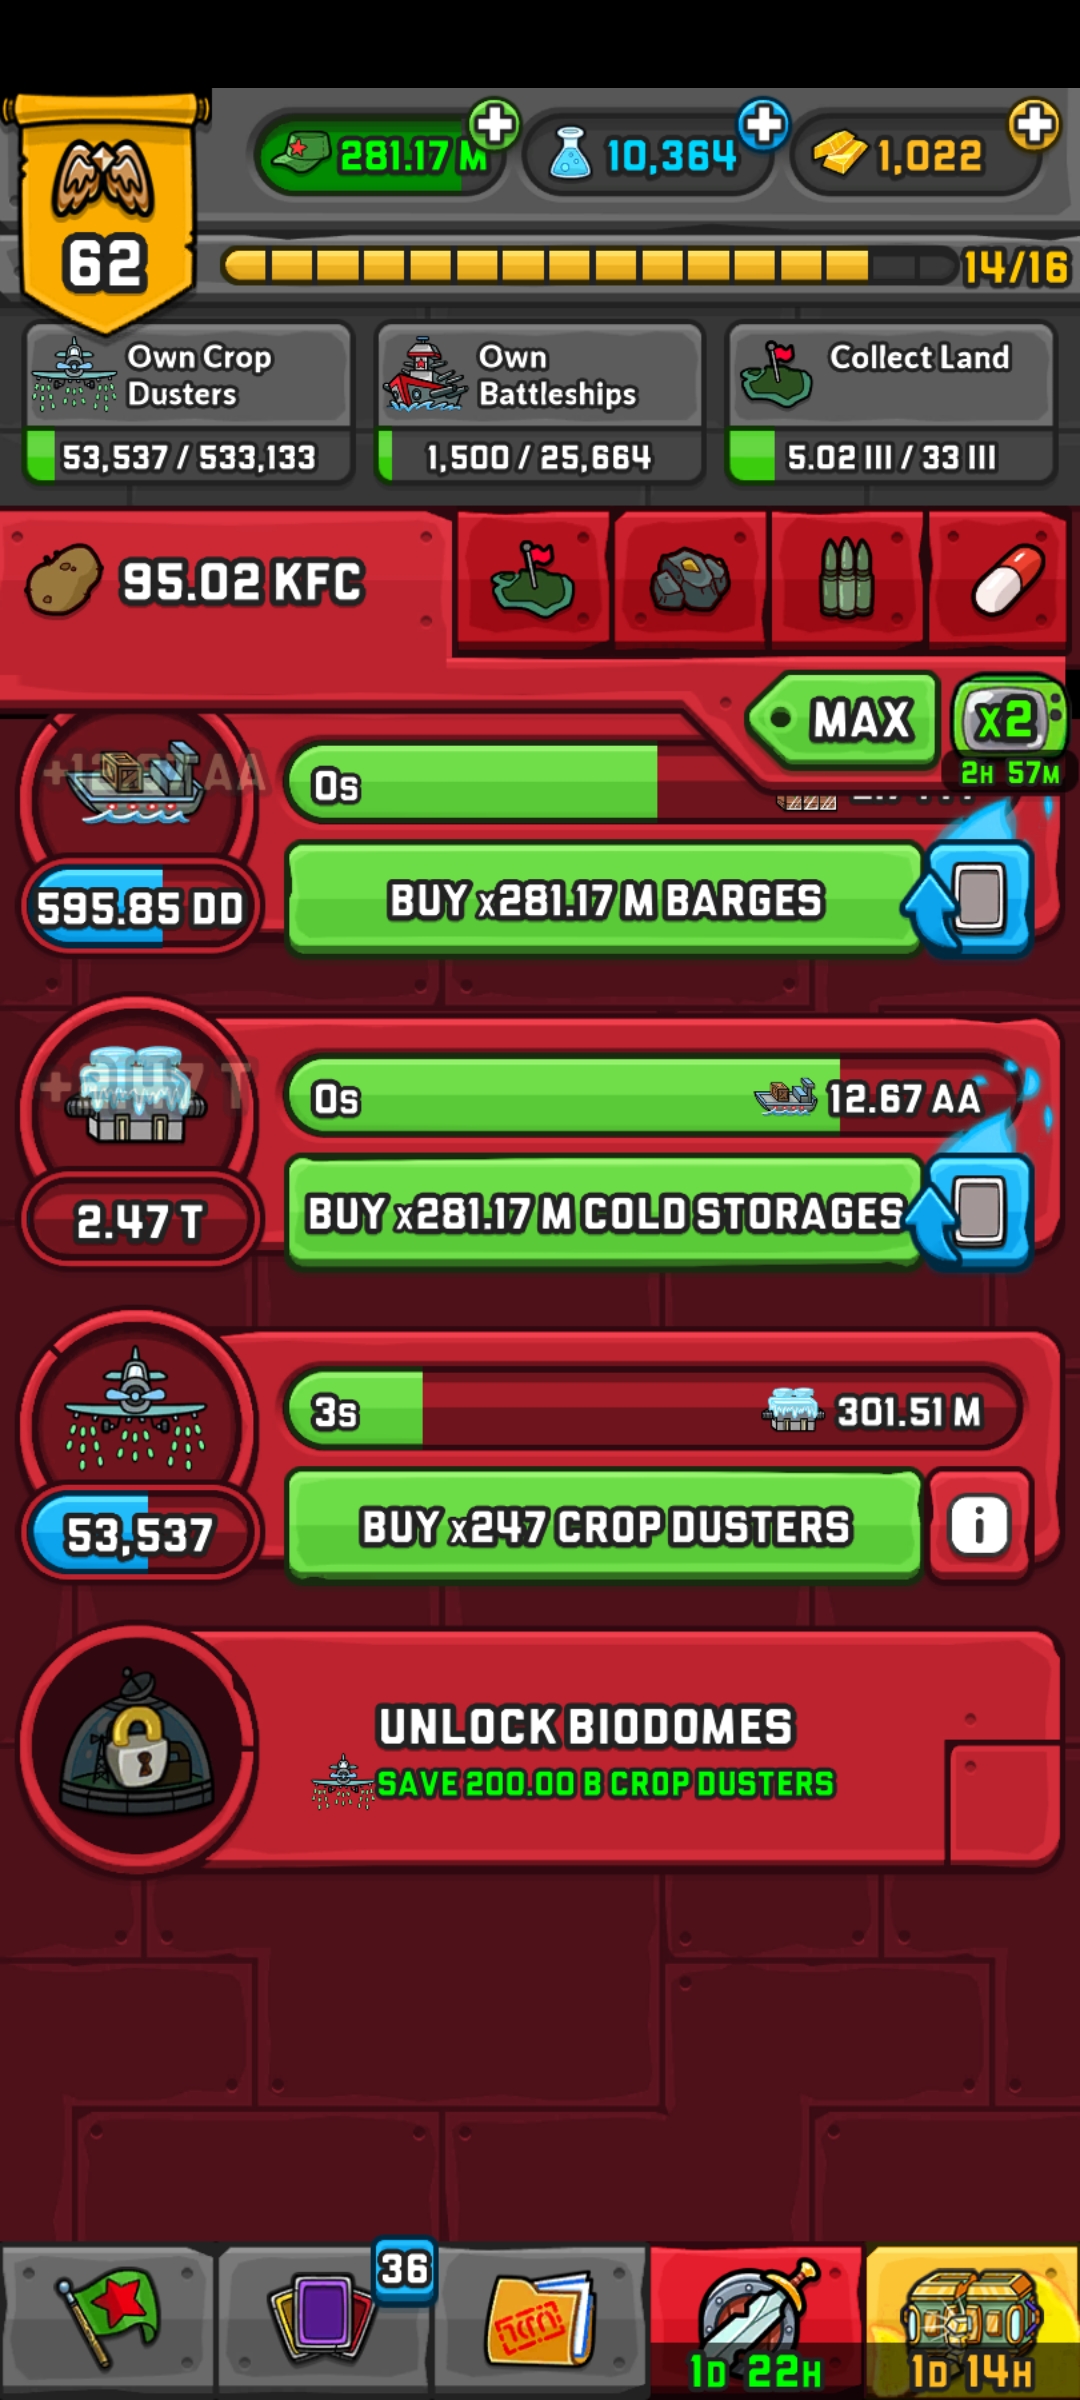 281.17 M
10,364
1,022
62
14/16
Own Crop
Dusters
53,537 / 533,133
Own
Battleships
1,500 / 25,664
Collect Land
5.02 III / 33 III
95.02 KFC
MAX
x2
2H 57M
0s
595.85 DD
BUY x281.17 M BARGES
0s
12.67 AA
2.47 T
BUY x281.17 M COLD STORAGES
3s
301.51 M
53,537
BUY x247 CROP DUSTERS
i
UNLOCK BIODOMES
SAVE 200.00 B CROP DUSTERS
36
1D 22H
1D 14H